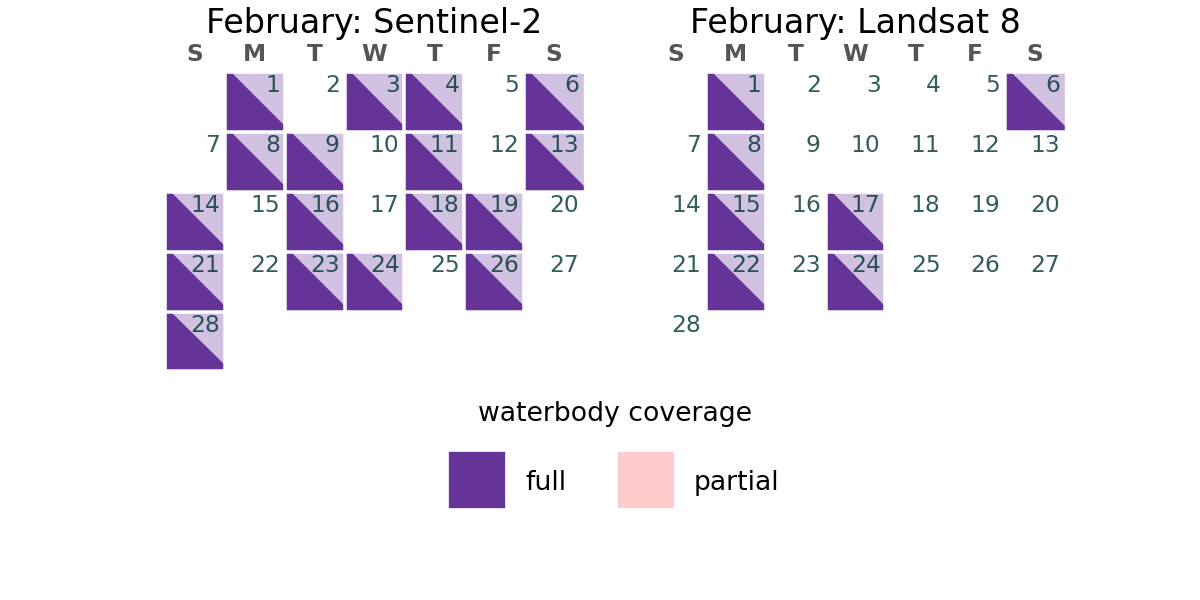 February: Sentinel-2
S M T W T F S
1 2 3 4 5 6
7 8 9 10 11 12 13
14 15 16 17 18 19 20
21 22 23 24 25 26 27
28
February: Landsat 8
S M T W T F S
1 2 3 4 5 6
7 8 9 10 11 12 13
14 15 16 17 18 19 20
21 22 23 24 25 26 27
28
waterbody coverage
full partial